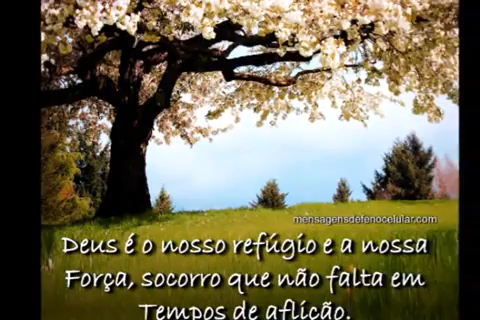 mensagensdefenocelular.com
Deus é o nosso refúgio e a nossa
Força, socorro que não falta em
Tempos de aflição.